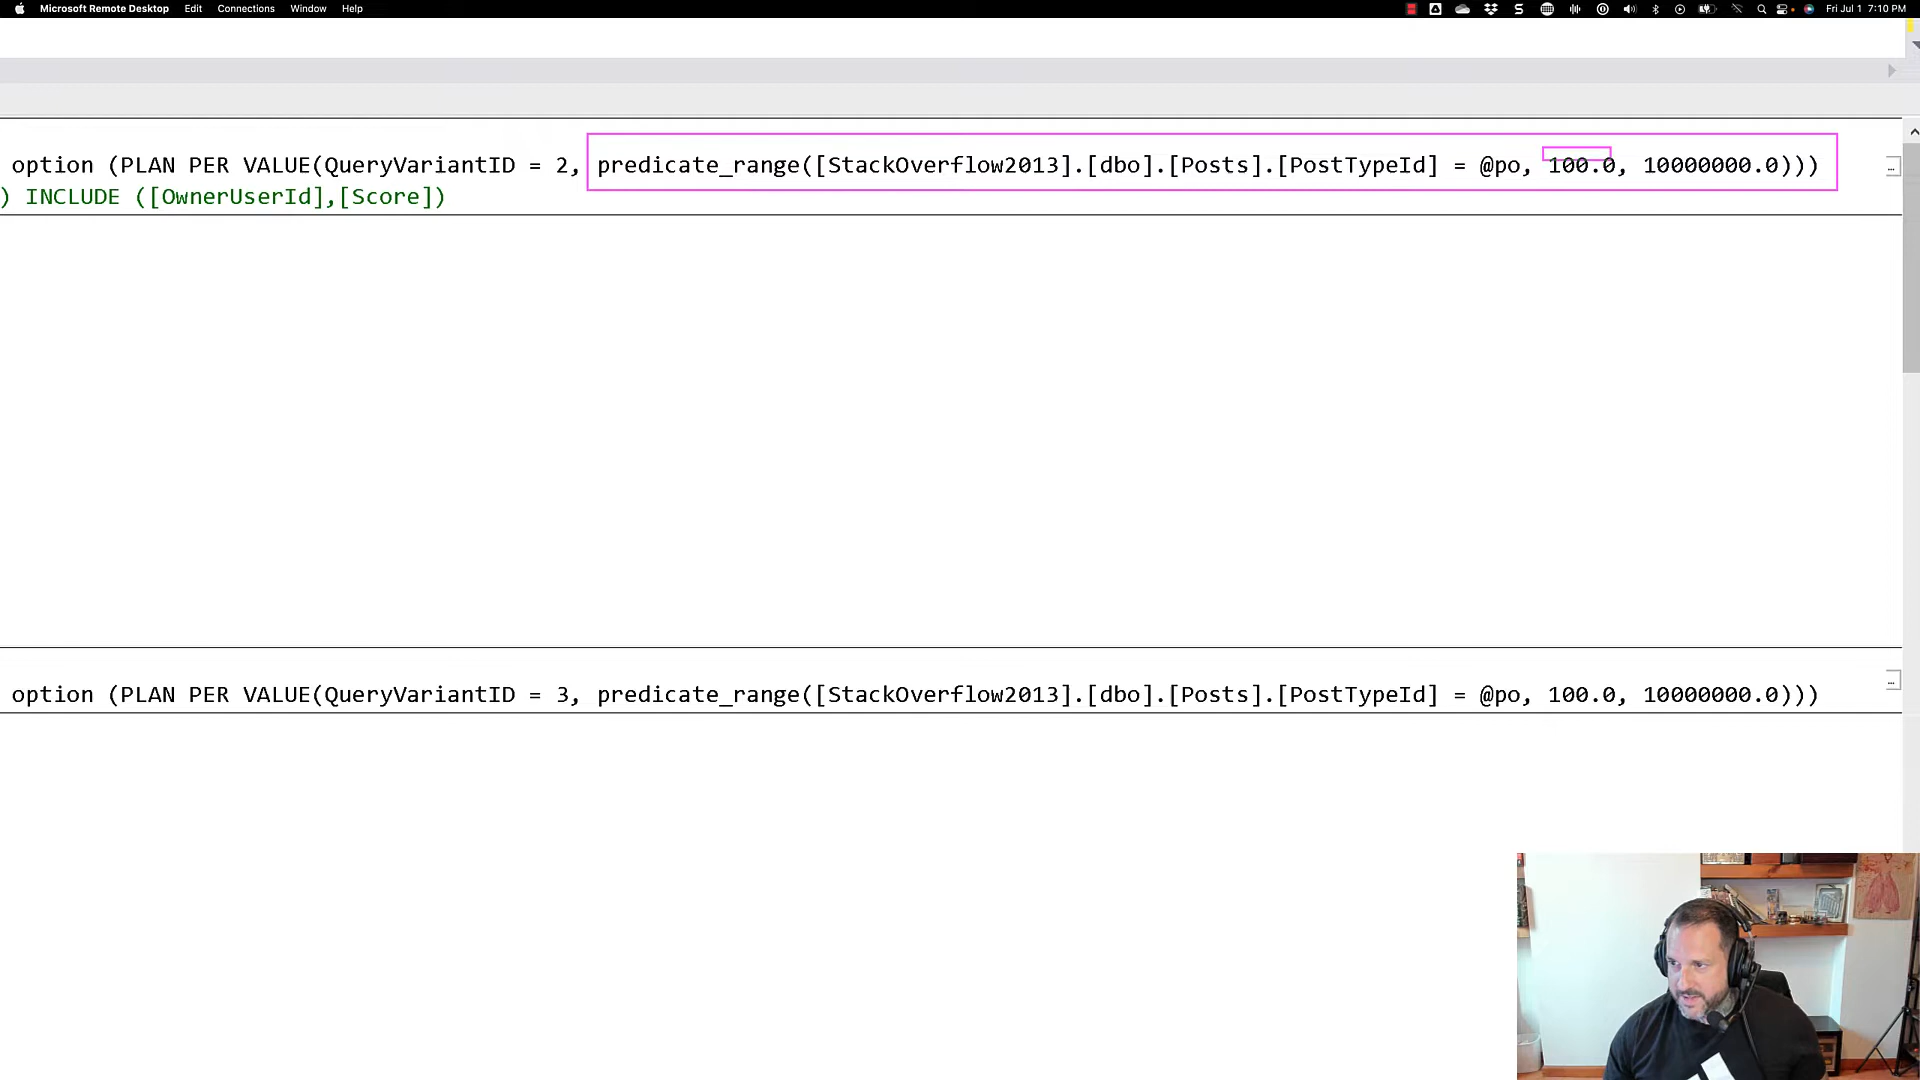 Microsoft Remote Desktop Edit Connections Window Help Fri Jul 1 7:10 PM
option (PLAN PER VALUE(QueryVariantID = 2, predicate_range([StackOverflow2013].[dbo].[Posts].[PostTypeId] = @po, 100.0, 10000000.0)))
) INCLUDE ([OwnerUserId],[Score])
option (PLAN PER VALUE(QueryVariantID = 3, predicate_range([StackOverflow2013].[dbo].[Posts].[PostTypeId] = @po, 100.0, 10000000.0)))